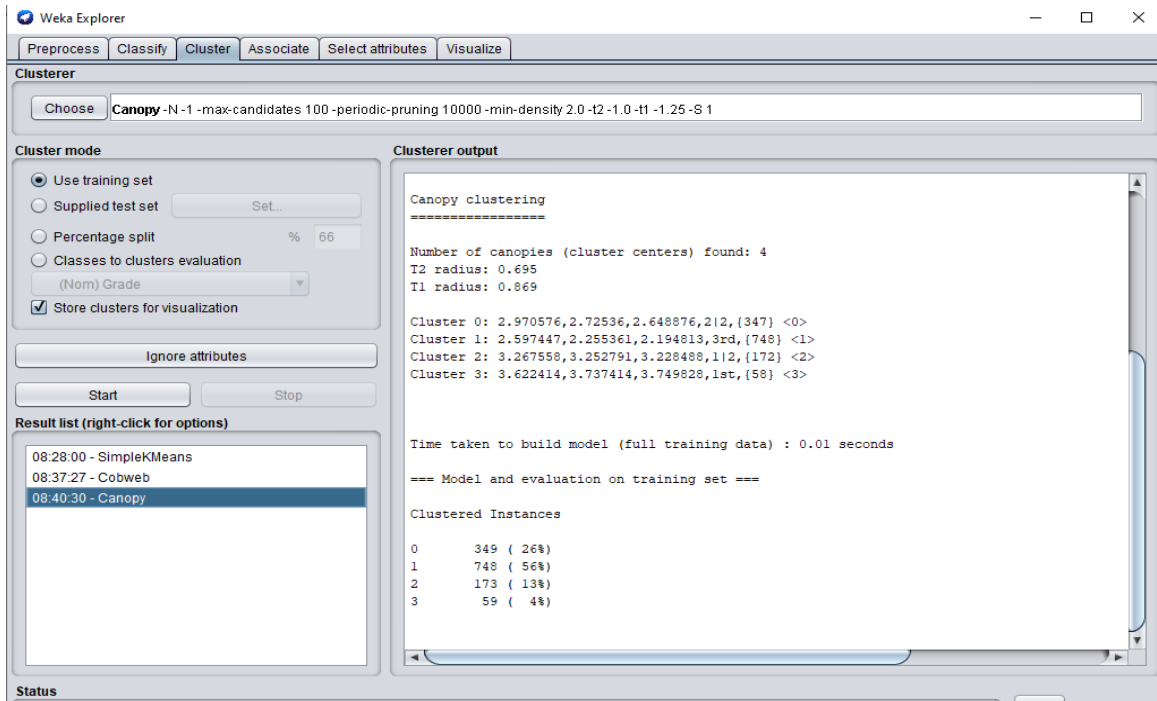 Weka Explorer
Preprocess Classify Cluster Associate Select attributes Visualize
Clusterer
Choose Canopy -N -1 -max-candidates 100 -periodic-pruning 10000 -min-density 2.0 -t2 -1.0 -t1 -1.25 -S 1
Cluster mode
Use training set
Supplied test set Set...
Percentage split % 66
Classes to clusters evaluation
(Nom) Grade
Store clusters for visualization
Ignore attributes
Start Stop
Result list (right-click for options)
08:28:00 - SimpleKMeans
08:37:27 - Cobweb
08:40:30 - Canopy
Clusterer output
Canopy clustering
=================
Number of canopies (cluster centers) found: 4
T2 radius: 0.695
T1 radius: 0.869
Cluster 0: 2.970576,2.72536,2.648876,2|2,{347} <0>
Cluster 1: 2.597447,2.255361,2.194813,3rd,{748} <1>
Cluster 2: 3.267558,3.252791,3.228488,1|2,{172} <2>
Cluster 3: 3.622414,3.737414,3.749828,1st,{58} <3>
Time taken to build model (full training data) : 0.01 seconds
=== Model and evaluation on training set ===
Clustered Instances
0 349 ( 26%)
1 748 ( 56%)
2 173 ( 13%)
3 59 ( 4%)
Status